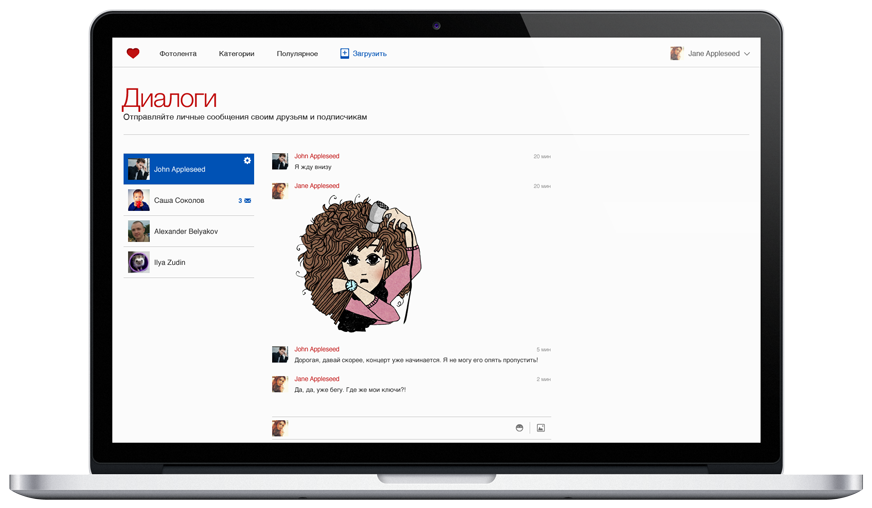 Фотолента Категории Популярное Загрузить Jane Appleseed
Диалоги
Отправляйте личные сообщения своим друзьям и подписчикам
John Appleseed
Саша Соколов 3
Alexander Belyakov
Ilya Zudin
John Appleseed 20 мин
Я жду внизу
Jane Appleseed 20 мин
John Appleseed 5 мин
Дорогая, давай скорее, концерт уже начинается. Я не могу его опять пропустить!
Jane Appleseed 2 мин
Да, да, уже бегу. Где же мои ключи?!